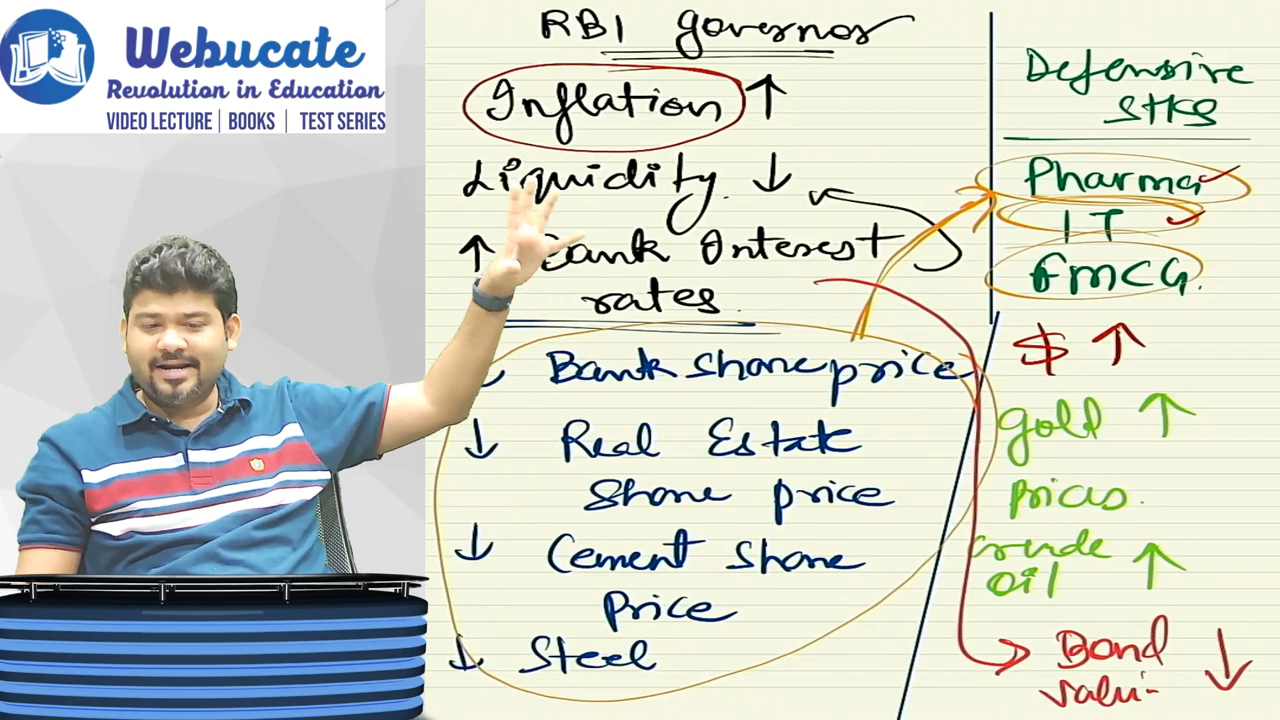 Webucate
Revolution in Education
VIDEO LECTURE | BOOKS | TEST SERIES
RBI governor
Inflation ↑
Liquidity ↓
↑ Bank Interest
rates
Bank Share price
↓ Real Estate
Share price
↓ Cement Share
Price
↓ Steel
Defensive
Stks
Pharma
IT
FMCG.
$ ↑
Gold ↑
Prices
Crude ↑
Oil
Bond ↓